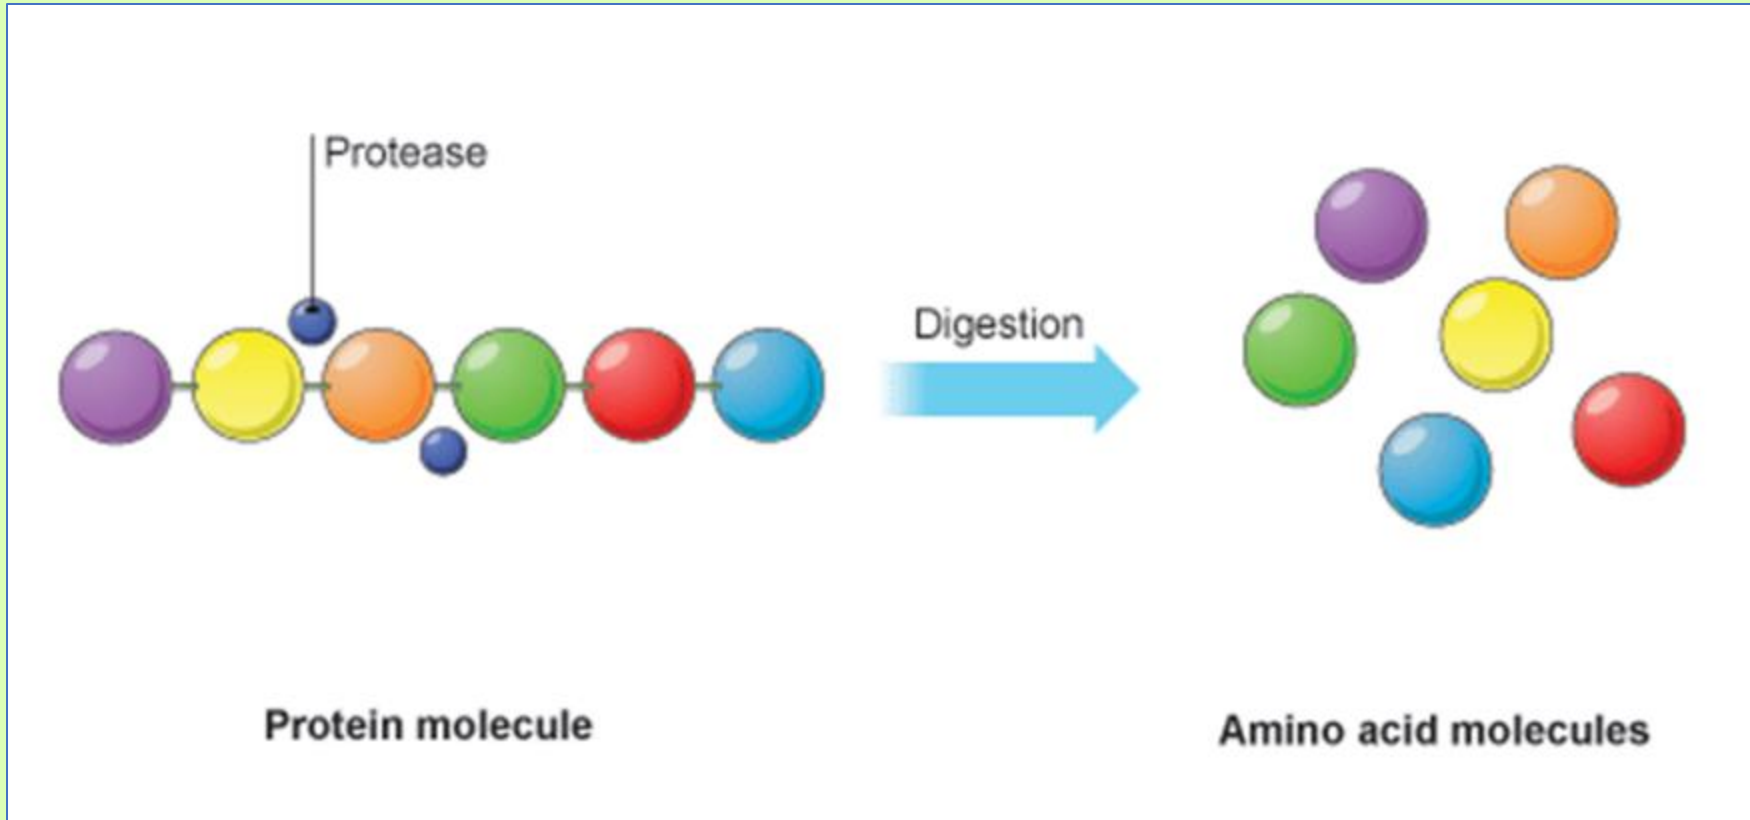 Protease
Digestion
Protein molecule
Amino acid molecules